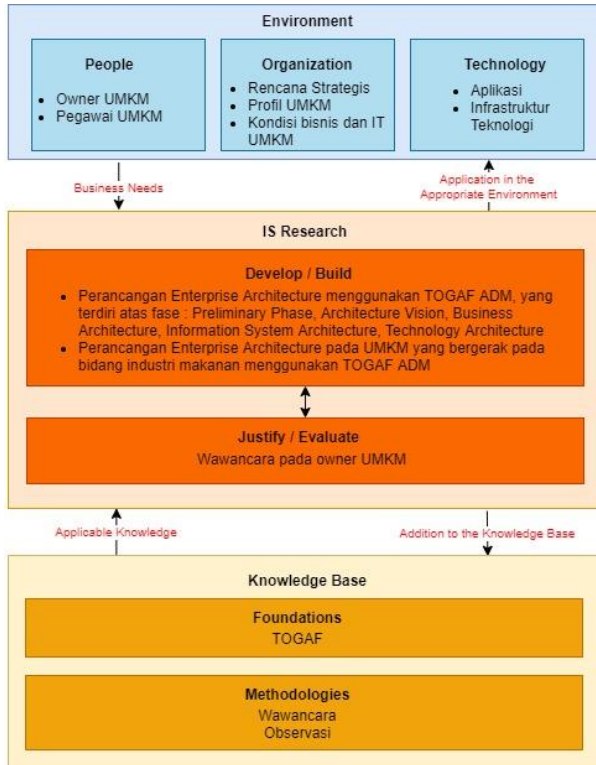 Environment
People
• Owner UMKM
• Pegawai UMKM
Organization
• Rencana Strategis
• Profil UMKM
• Kondisi bisnis dan IT
UMKM
Technology
• Aplikasi
• Infrastruktur
Teknologi
Business Needs
Application in the
Appropriate Environment
IS Research
Develop / Build
• Perancangan Enterprise Architecture menggunakan TOGAF ADM, yang
terdiri atas fase : Preliminary Phase, Architecture Vision, Business
Architecture, Information System Architecture, Technology Architecture
• Perancangan Enterprise Architecture pada UMKM yang bergerak pada
bidang industri makanan menggunakan TOGAF ADM
Justify / Evaluate
Wawancara pada owner UMKM
Applicable Knowledge
Addition to the Knowledge Base
Knowledge Base
Foundations
TOGAF
Methodologies
Wawancara
Observasi